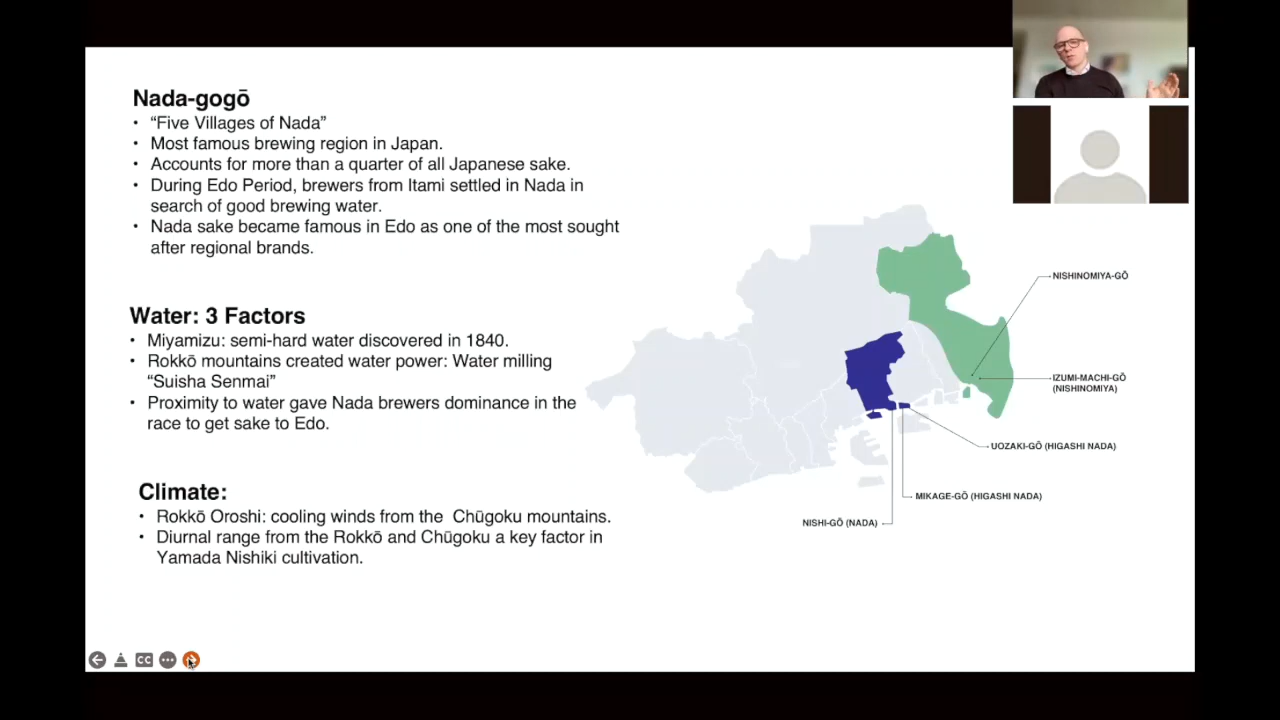 Nada-gogō
• “Five Villages of Nada”
• Most famous brewing region in Japan.
• Accounts for more than a quarter of all Japanese sake.
• During Edo Period, brewers from Itami settled in Nada in
search of good brewing water.
• Nada sake became famous in Edo as one of the most sought
after regional brands.
Water: 3 Factors
• Miyamizu: semi-hard water discovered in 1840.
• Rokkō mountains created water power: Water milling
“Suisha Senmai”
• Proximity to water gave Nada brewers dominance in the
race to get sake to Edo.
Climate:
• Rokkō Oroshi: cooling winds from the Chūgoku mountains.
• Diurnal range from the Rokkō and Chūgoku a key factor in
Yamada Nishiki cultivation.
NISHINOMIYA-GŌ
IZUMI-MACHI-GŌ
(NISHINOMIYA)
UOZAKI-GŌ (HIGASHI NADA)
MIKAGE-GŌ (HIGASHI NADA)
NISHI-GŌ (NADA)
CC